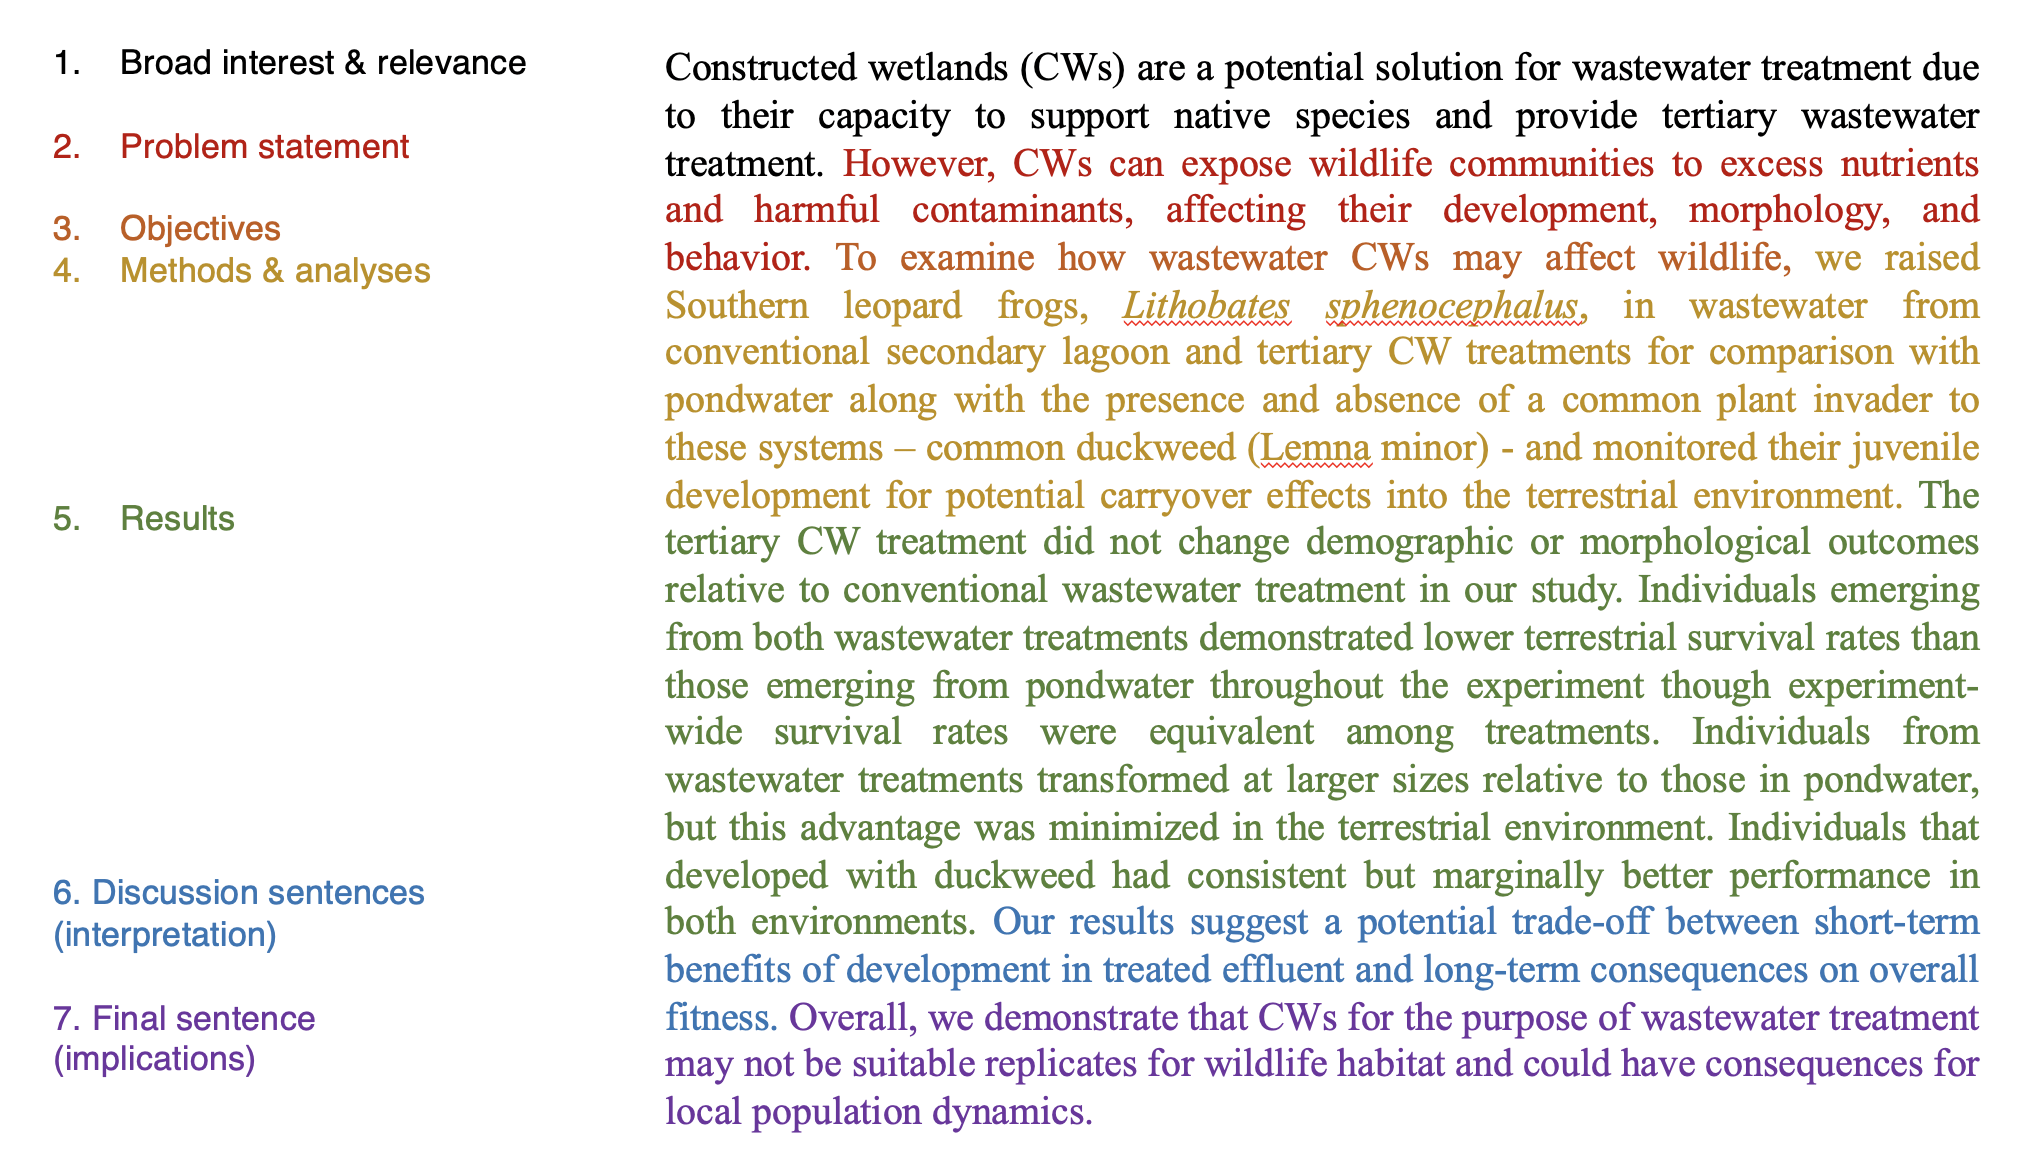 1. Broad interest & relevance
2. Problem statement
3. Objectives
4. Methods & analyses
5. Results
6. Discussion sentences
(interpretation)
7. Final sentence
(implications)
Constructed wetlands (CWs) are a potential solution for wastewater treatment due
to their capacity to support native species and provide tertiary wastewater
treatment. However, CWs can expose wildlife communities to excess nutrients
and harmful contaminants, affecting their development, morphology, and
behavior. To examine how wastewater CWs may affect wildlife, we raised
Southern leopard frogs, Lithobates sphenocephalus, in wastewater from
conventional secondary lagoon and tertiary CW treatments for comparison with
pondwater along with the presence and absence of a common plant invader to
these systems – common duckweed (Lemna minor) - and monitored their juvenile
development for potential carryover effects into the terrestrial environment. The
tertiary CW treatment did not change demographic or morphological outcomes
relative to conventional wastewater treatment in our study. Individuals emerging
from both wastewater treatments demonstrated lower terrestrial survival rates than
those emerging from pondwater throughout the experiment though experiment-
wide survival rates were equivalent among treatments. Individuals from
wastewater treatments transformed at larger sizes relative to those in pondwater,
but this advantage was minimized in the terrestrial environment. Individuals that
developed with duckweed had consistent but marginally better performance in
both environments. Our results suggest a potential trade-off between short-term
benefits of development in treated effluent and long-term consequences on overall
fitness. Overall, we demonstrate that CWs for the purpose of wastewater treatment
may not be suitable replicates for wildlife habitat and could have consequences for
local population dynamics.